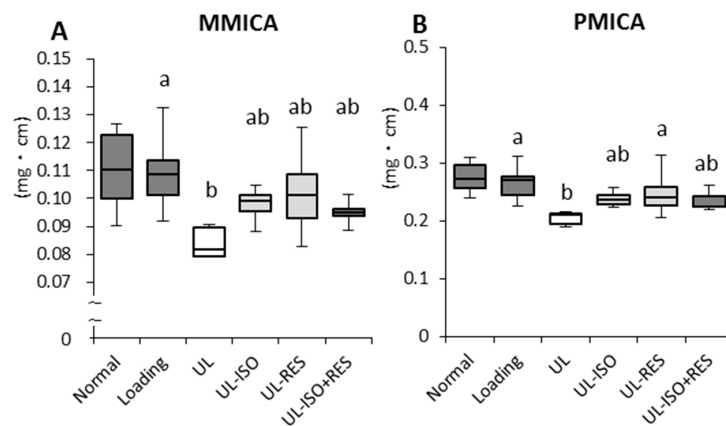 A
MMICA
(mg・cm)
0.15
0.14
0.13
0.12
0.11
0.10
0.09
0.08
0.07
0
a
b
ab
ab
ab
Normal
Loading
UL
UL-ISO
UL-RES
UL-ISO+RES
B
PMICA
(mg・cm)
0.5
0.4
0.3
0.2
0.1
0
a
b
ab
a
ab
Normal
Loading
UL
UL-ISO
UL-RES
UL-ISO+RES